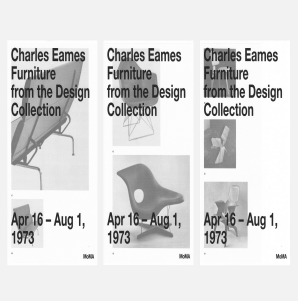 Charles Eames
Furniture
from the Design
Collection
Apr 16 – Aug 1,
1973
MoMA
Charles Eames
Furniture
from the Design
Collection
Apr 16 – Aug 1,
1973
MoMA
Charles Eames
Furniture
from the Design
Collection
Apr 16 – Aug 1,
1973
MoMA